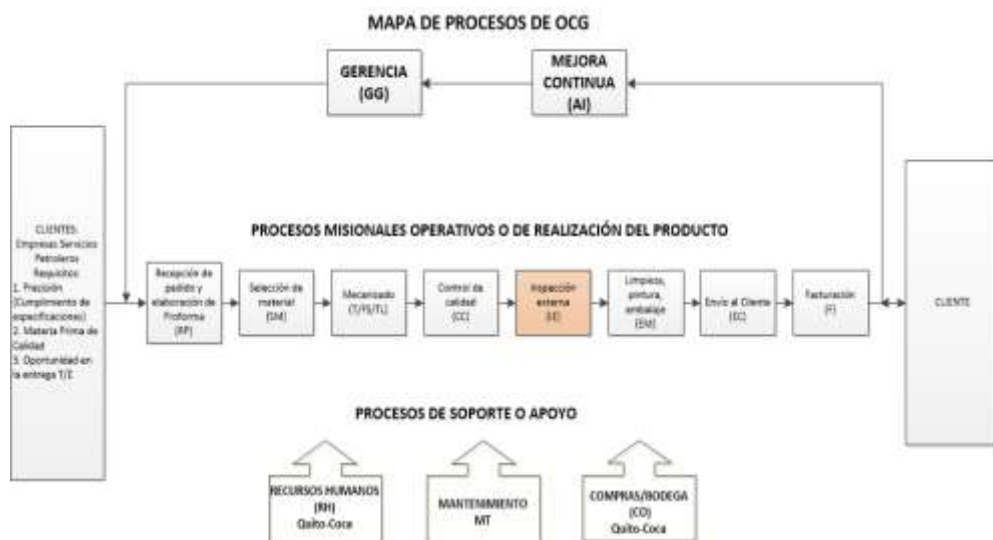 MAPA DE PROCESOS DE OCG
GERENCIA
(GG)
MEJORA
CONTINUA
(AI)
CLIENTES:
Empresas Servicios
Petroleros
Requisitos:
1. Precisión
(Cumplimiento de
especificaciones)
2. Materia Prima de
Calidad
3. Oportunidad en
la entrega T/E
PROCESOS MISIONALES OPERATIVOS O DE REALIZACIÓN DEL PRODUCTO
Recepción de
pedido y
elaboración de
Proforma
(RP)
Selección de
material
(SM)
Mecanizado
(T/FS/TL)
Control de
calidad
(CC)
Inspección
externa
(IE)
Limpieza,
pintura,
embalaje
(EM)
Envío al Cliente
(EC)
Facturación
(F)
CLIENTE
PROCESOS DE SOPORTE O APOYO
RECURSOS HUMANOS
(RH)
Quito-Coca
MANTENIMIENTO
MT
COMPRAS/BODEGA
(CO)
Quito-Coca